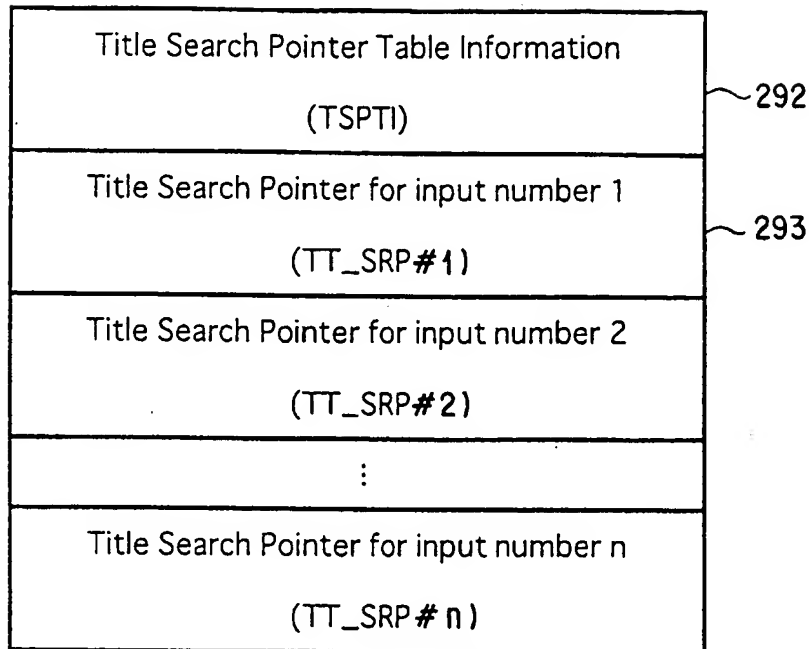 Title Search Pointer Table Information
(TSPTI)
292
Title Search Pointer for input number 1
(TT_SRP#1)
293
Title Search Pointer for input number 2
(TT_SRP#2)
⋮
Title Search Pointer for input number n
(TT_SRP#n)